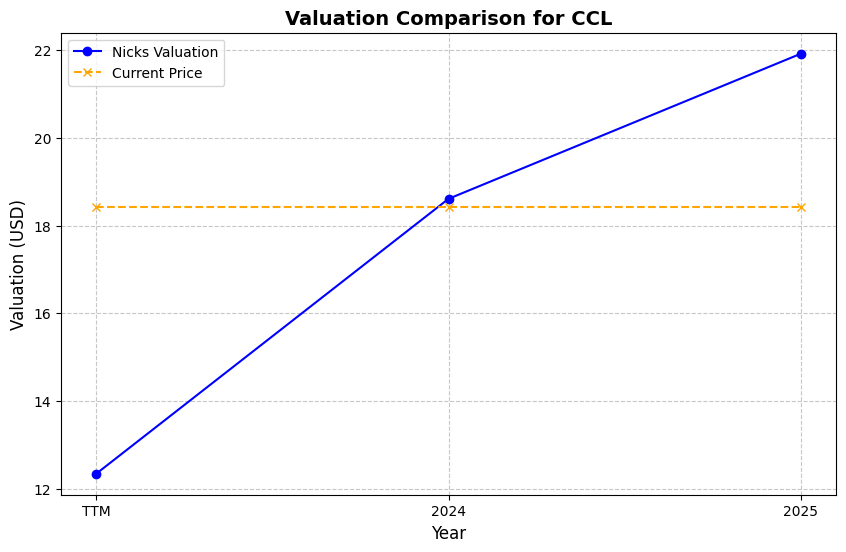 Valuation Comparison for CCL
Nicks Valuation
Current Price
Valuation (USD)
22
20
18
16
14
12
TTM
2024
2025
Year